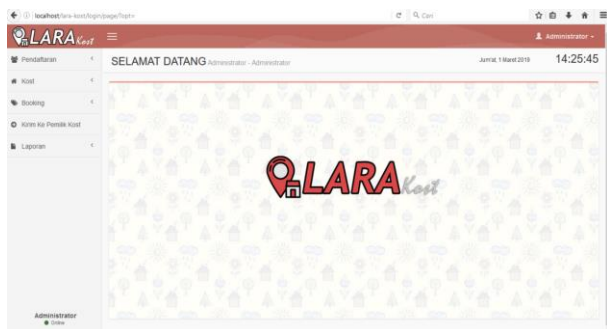 localhost/lara-kost/login/page/?opt=
Cari
LARA Kost
Administrator
Pendaftaran
SELAMAT DATANG Administrator - Administrator
Jum'at, 1 Maret 2019
14:25:45
Kost
Booking
Kirim Ke Pemilik Kost
Laporan
LARA Kost
Administrator
Online